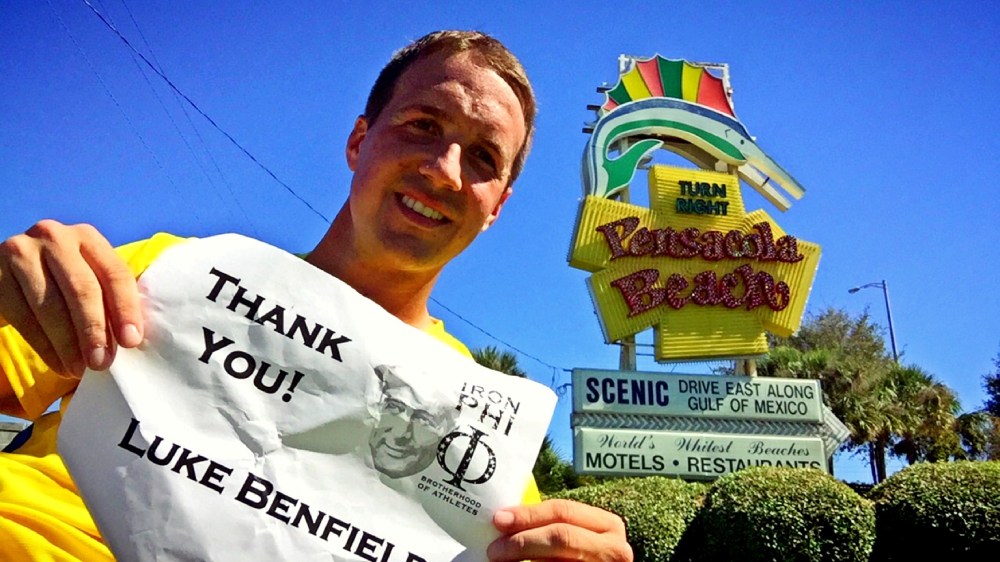 THANK
YOU!
LUKE BENFIEL
IRON
PHI
Φ
BROTHERHOOD
OF ATHLETES
TURN
RIGHT
Pensacola
Beach
SCENIC DRIVE EAST ALONG
GULF OF MEXICO
World's Whitest Beaches
MOTELS • RESTAURANTS